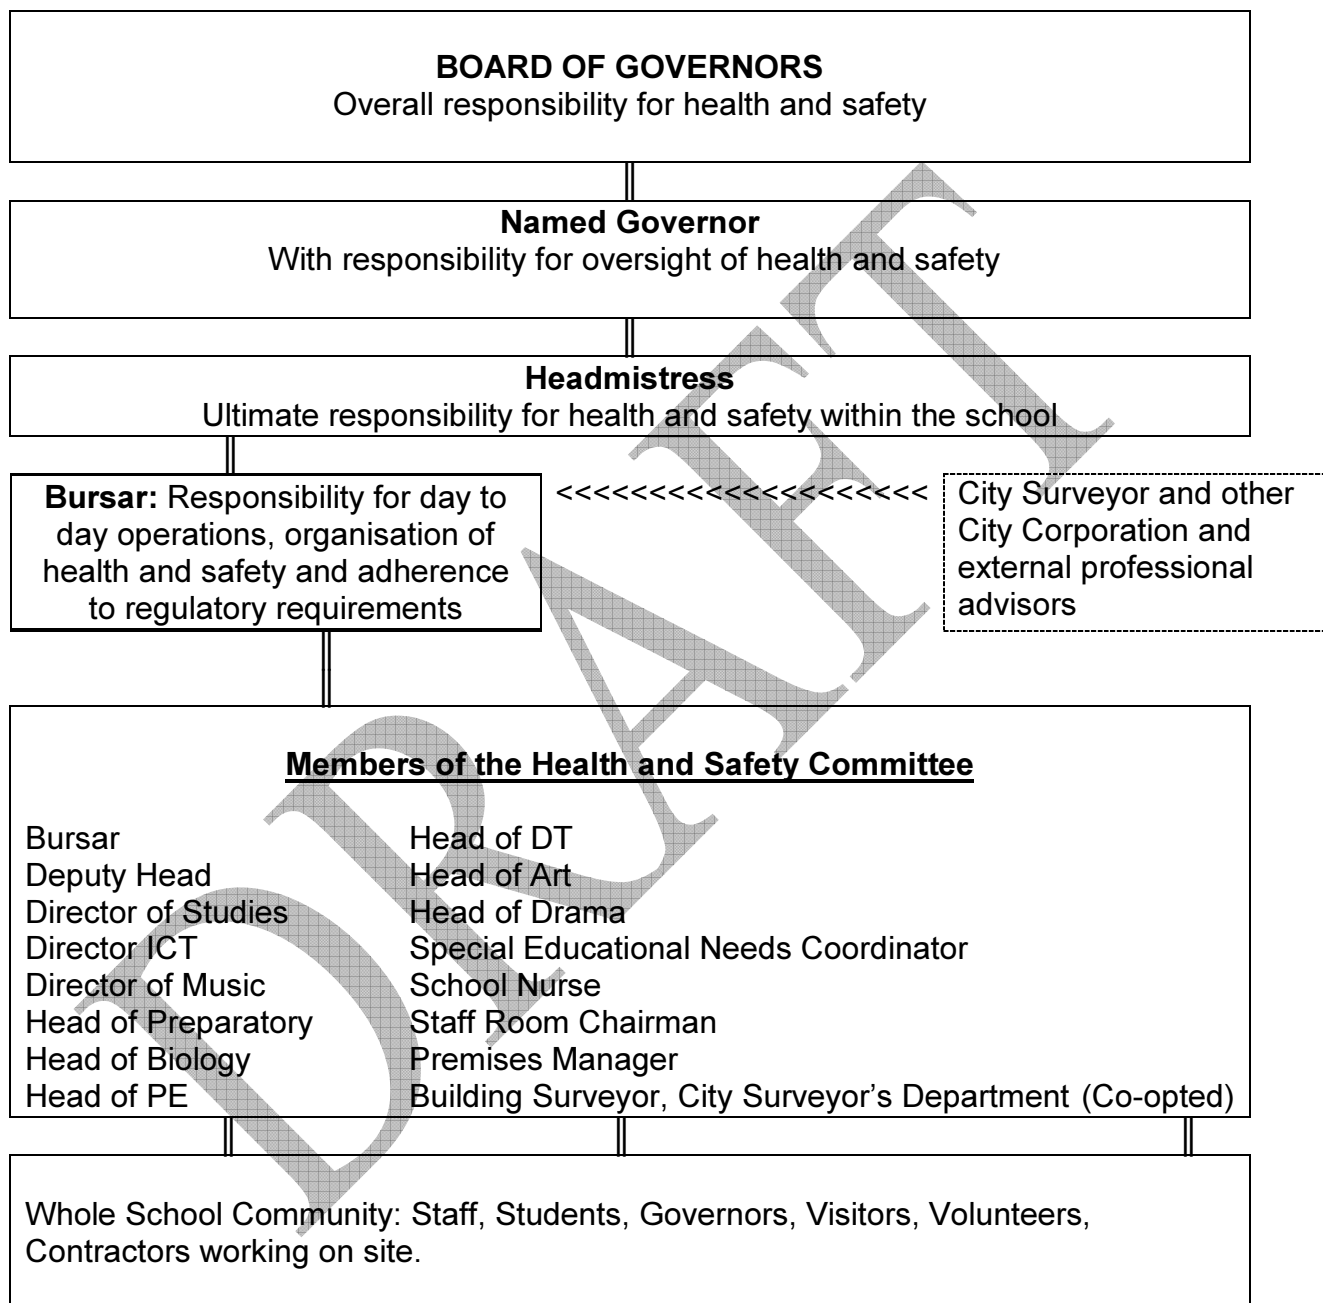 BOARD OF GOVERNORS
Overall responsibility for health and safety
Named Governor
With responsibility for oversight of health and safety
Headmistress
Ultimate responsibility for health and safety within the school
Bursar: Responsibility for day to
day operations, organisation of
health and safety and adherence
to regulatory requirements
<<<<<<<<<<<<<<<<<<<<
City Surveyor and other
City Corporation and
external professional
advisors
Members of the Health and Safety Committee
Bursar
Deputy Head
Director of Studies
Director ICT
Director of Music
Head of Preparatory
Head of Biology
Head of PE
Head of DT
Head of Art
Head of Drama
Special Educational Needs Coordinator
School Nurse
Staff Room Chairman
Premises Manager
Building Surveyor, City Surveyor's Department (Co-opted)
Whole School Community: Staff, Students, Governors, Visitors, Volunteers,
Contractors working on site.
DRAFT